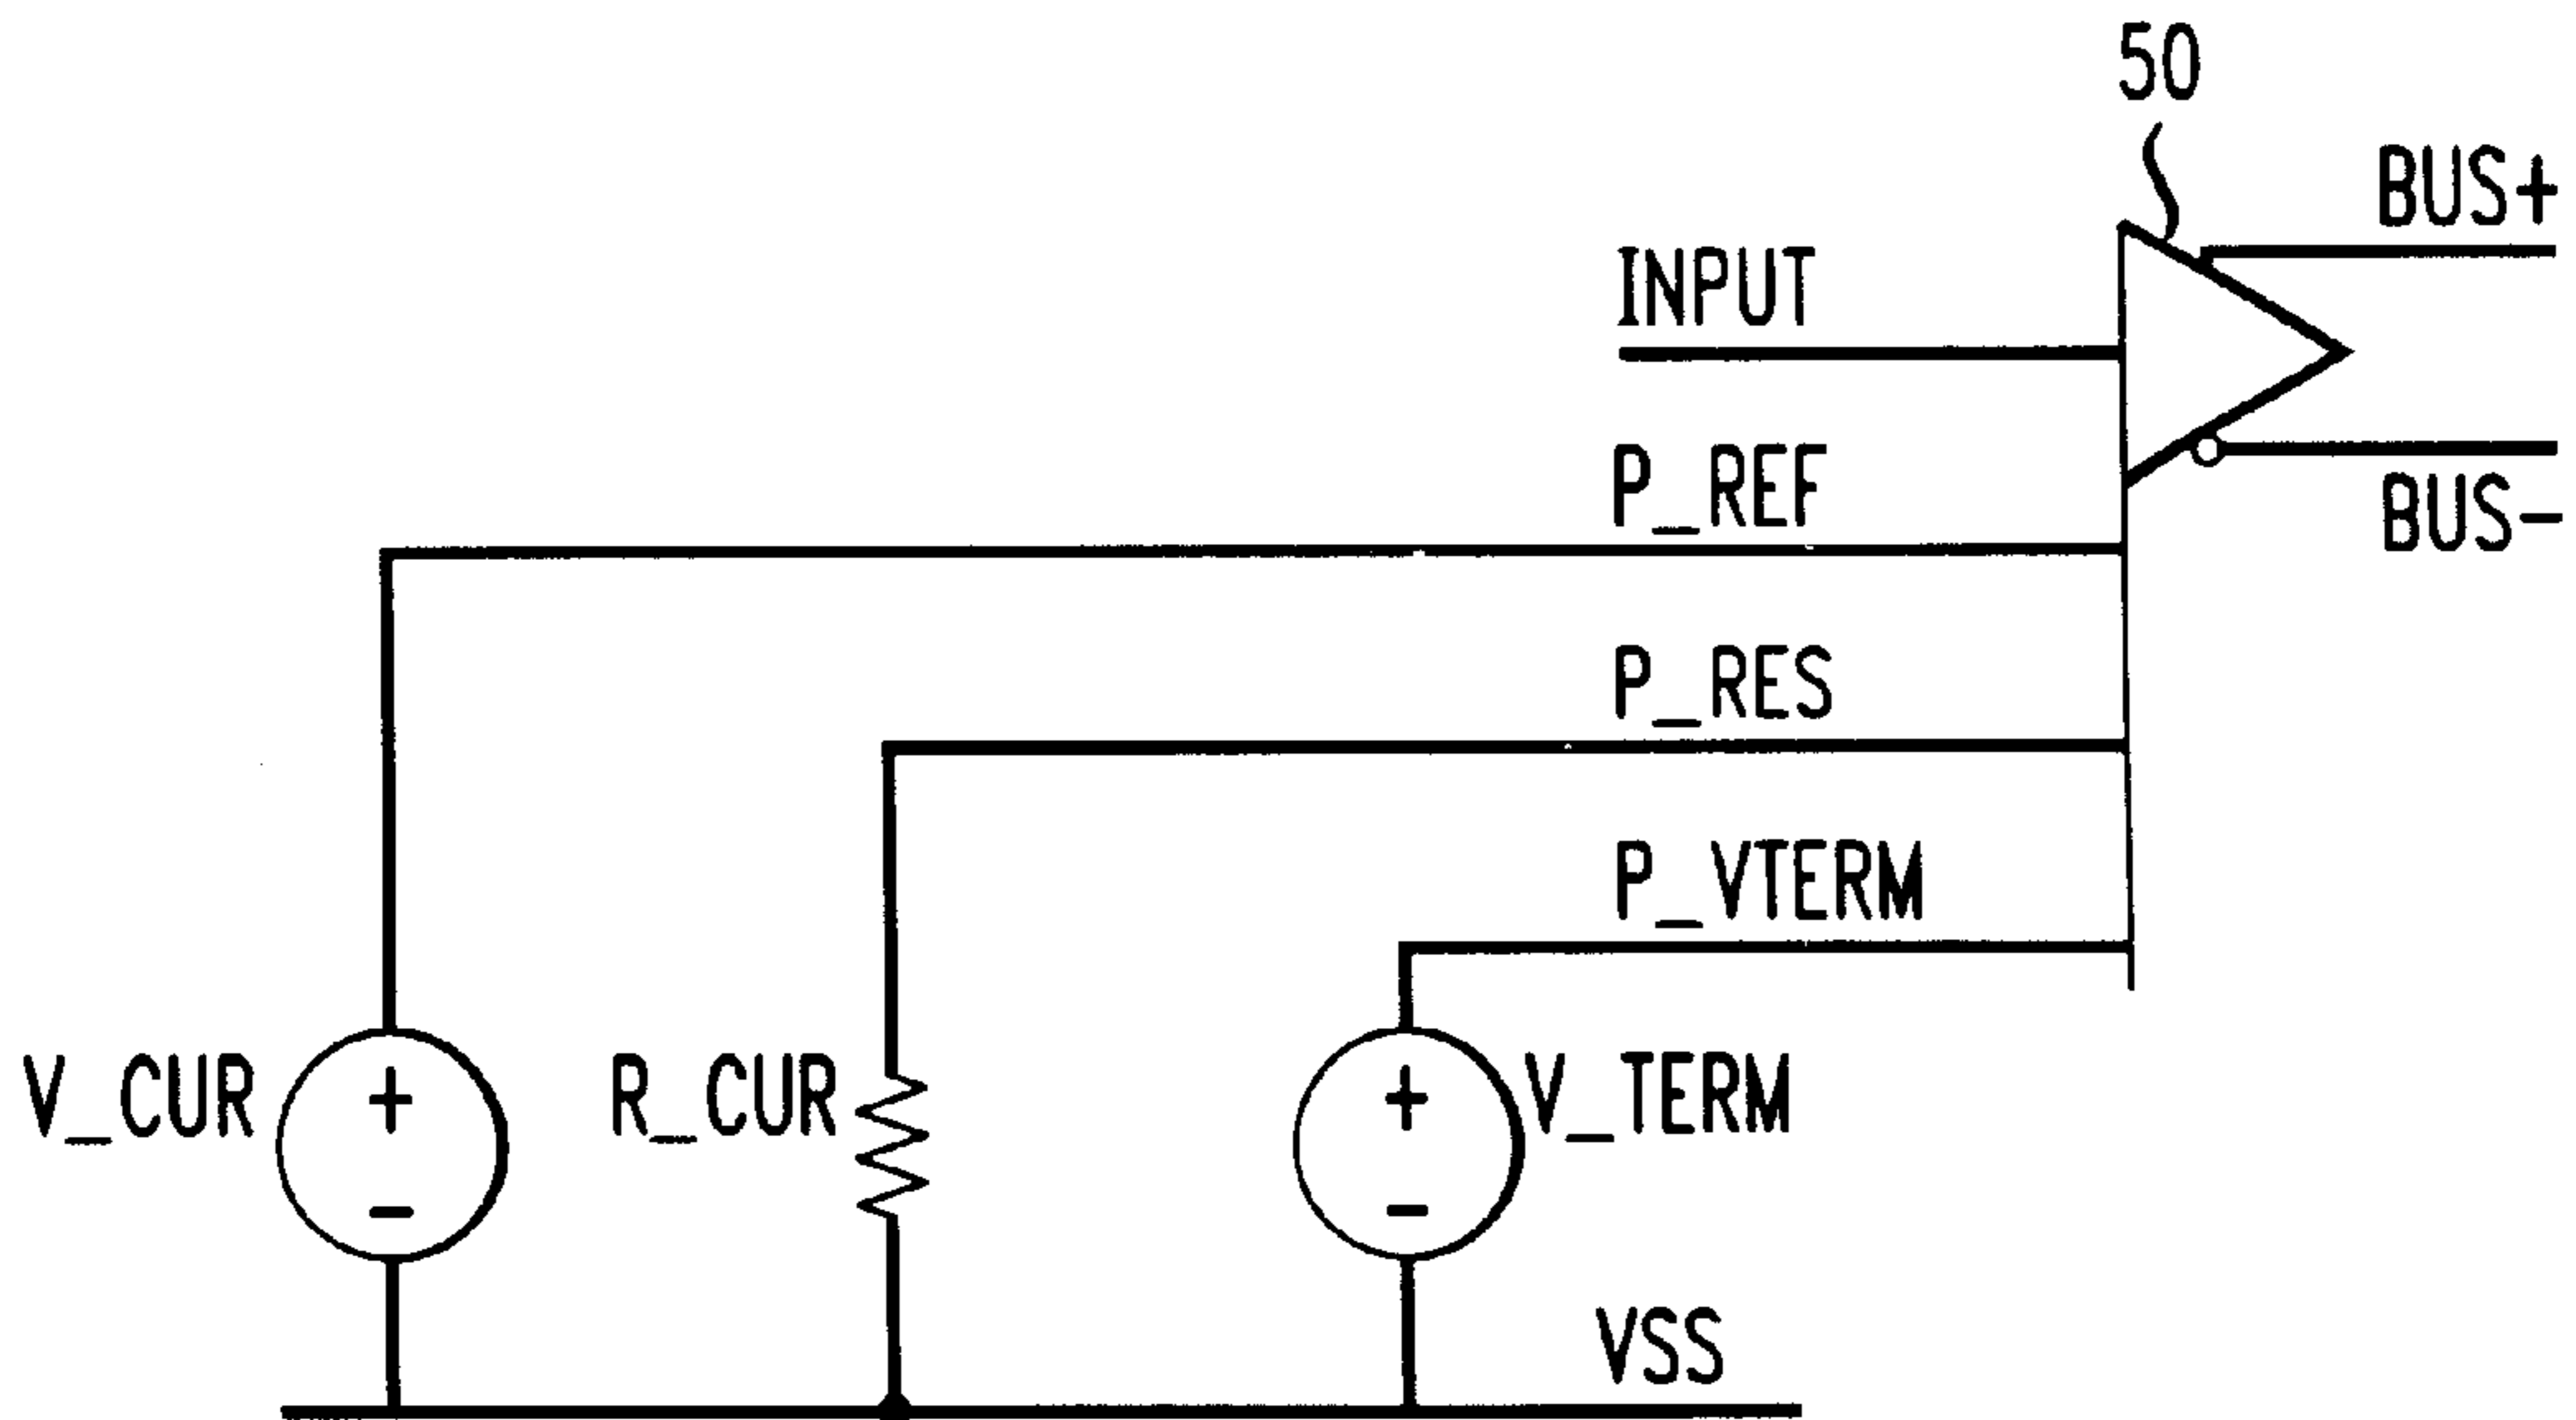 50
BUS+
INPUT
P_REF
BUS-
P_RES
P_VTERM
V_CUR
+
-
R_CUR
+
-
V_TERM
VSS